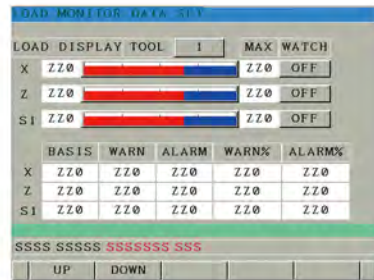 LOAD MONITOR DATA SET
LOAD DISPLAY TOOL 1 MAX WATCH
X ZZ0 ZZ0 OFF
Z ZZ0 ZZ0 OFF
S1 ZZ0 ZZ0 OFF
BASIS WARN ALARM WARN% ALARM%
X ZZ0 ZZ0 ZZ0 ZZ0 ZZ0
Z ZZ0 ZZ0 ZZ0 ZZ0 ZZ0
S1 ZZ0 ZZ0 ZZ0 ZZ0 ZZ0
SSSS SSSSS SSSSSSS SSS
UP DOWN